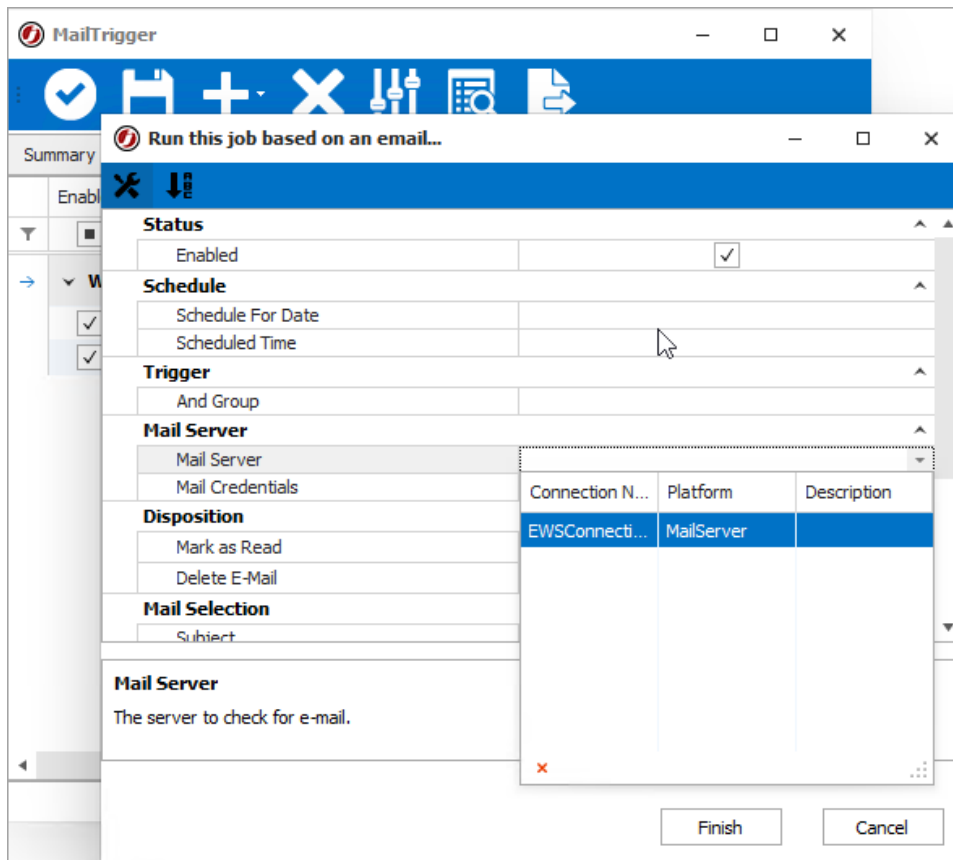 MailTrigger
Run this job based on an email...
Summary
Enabl
Status
Enabled
Schedule
Schedule For Date
Scheduled Time
Trigger
And Group
Mail Server
Mail Server
Mail Credentials
Connection N... Platform Description
EWSConnecti... MailServer
Disposition
Mark as Read
Delete E-Mail
Mail Selection
Subject
Mail Server
The server to check for e-mail.
Finish Cancel